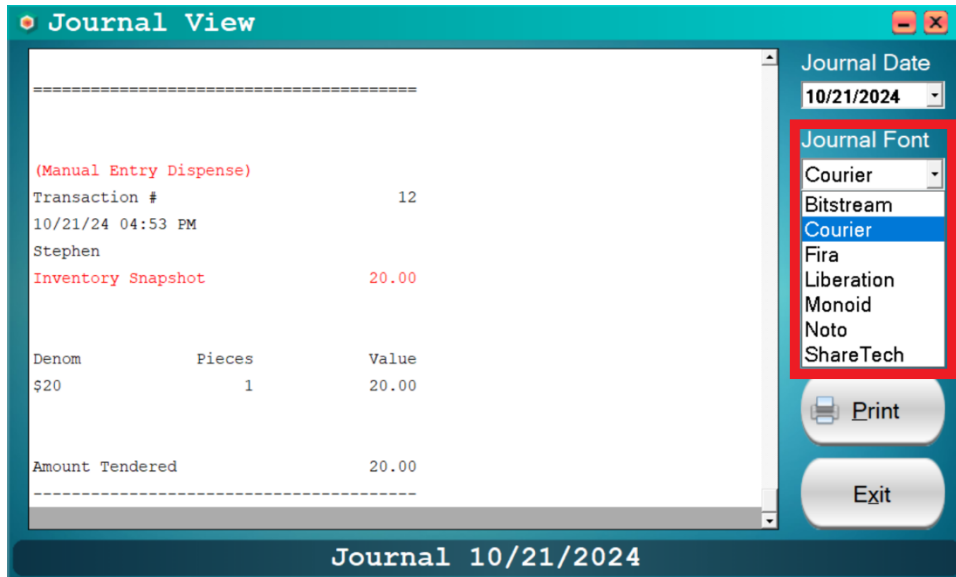 Journal View
========================================
(Manual Entry Dispense)
Transaction # 12
10/21/24 04:53 PM
Stephen
Inventory Snapshot 20.00
Denom Pieces Value
$20 1 20.00
Amount Tendered 20.00
----------------------------------------
Journal Date
10/21/2024
Journal Font
Courier
Bitstream
Courier
Fira
Liberation
Monoid
Noto
ShareTech
Print
Exit
Journal 10/21/2024